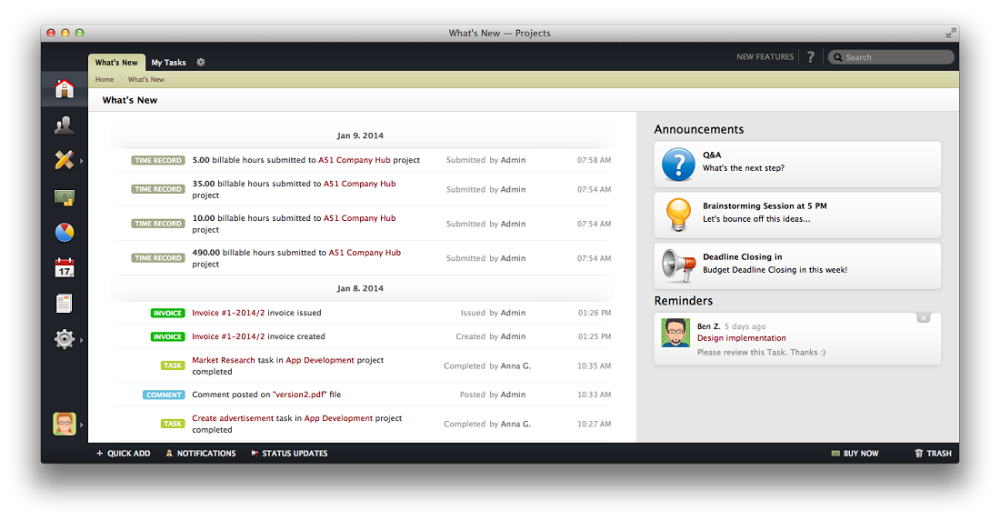 What's New — Projects
What's New My Tasks
NEW FEATURES ? Search
Home What's New
What's New
17
Jan 9. 2014
TIME RECORD 5.00 billable hours submitted to A51 Company Hub project Submitted by Admin 07:58 AM
TIME RECORD 35.00 billable hours submitted to A51 Company Hub Submitted by Admin 07:54 AM
project
TIME RECORD 10.00 billable hours submitted to A51 Company Hub Submitted by Admin 07:54 AM
project
TIME RECORD 490.00 billable hours submitted to A51 Company Hub Submitted by Admin 07:54 AM
project
Jan 8. 2014
INVOICE Invoice #1-2014/2 invoice issued Issued by Admin 01:26 PM
INVOICE Invoice #1-2014/2 invoice created Created by Admin 01:25 PM
TASK Market Research task in App Development project Completed by Anna G. 10:35 AM
completed
COMMENT Comment posted on "version2.pdf" file Posted by Admin 10:33 AM
TASK Create advertisement task in App Development project Completed by Anna G. 10:27 AM
completed
Announcements
?
Q&A
What's the next step?
Brainstorming Session at 5 PM
Let's bounce off this ideas...
Deadline Closing in
Budget Deadline Closing in this week!
Reminders
Ben Z. 5 days ago
Design implementation
Please review this Task. Thanks :)
+ QUICK ADD NOTIFICATIONS STATUS UPDATES
BUY NOW TRASH